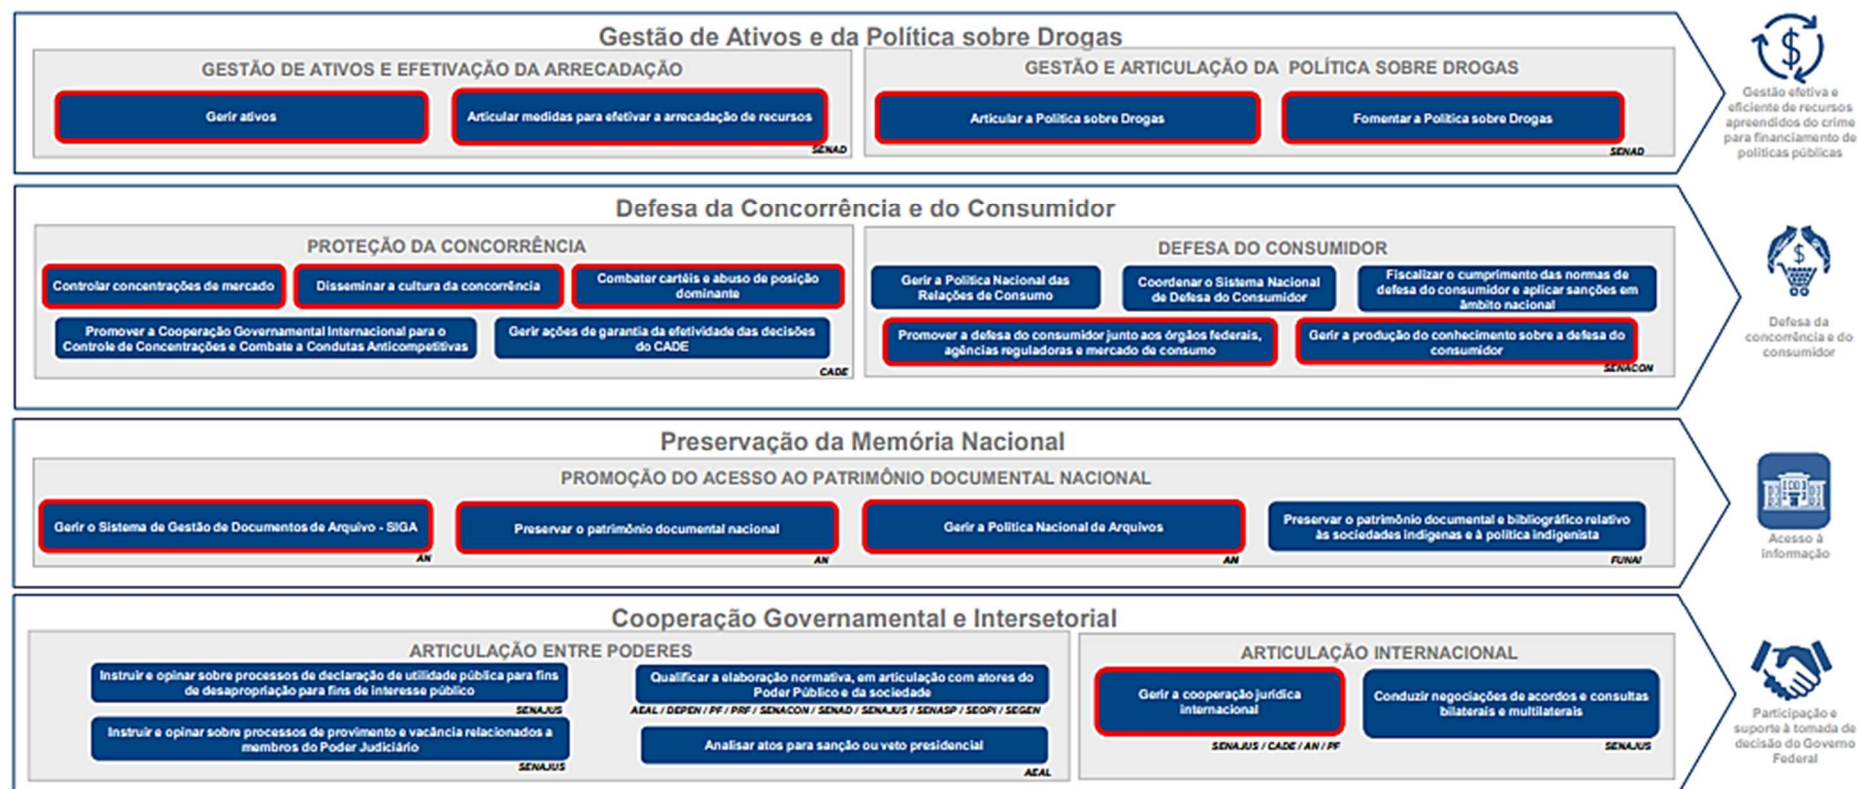 Gestão de Ativos e da Política sobre Drogas
GESTÃO DE ATIVOS E EFETIVAÇÃO DA ARRECADAÇÃO
Gerir ativos
Articular medidas para efetivar a arrecadação de recursos
SENAD
GESTÃO E ARTICULAÇÃO DA POLÍTICA SOBRE DROGAS
Articular a Política sobre Drogas
Fomentar a Política sobre Drogas
SENAD
Gestão efetiva e
eficiente de recursos
apreendidos do crime
para financiamento de
políticas públicas
Defesa da Concorrência e do Consumidor
PROTEÇÃO DA CONCORRÊNCIA
Controlar concentrações de mercado
Disseminar a cultura da concorrência
Combater cartéis e abuso de posição
dominante
Promover a Cooperação Governamental Internacional para o
Controle de Concentrações e Combate a Condutas Anticompetitivas
Gerir ações de garantia da efetividade das decisões
do CADE
CADE
DEFESA DO CONSUMIDOR
Gerir a Política Nacional das
Relações de Consumo
Coordenar o Sistema Nacional
de Defesa do Consumidor
Fiscalizar o cumprimento das normas de
defesa do consumidor e aplicar sanções em
âmbito nacional
Promover a defesa do consumidor junto aos órgãos federais,
agências reguladoras e mercado de consumo
Gerir a produção do conhecimento sobre a defesa do
consumidor
SENACON
Defesa da
concorrência e do
consumidor
Preservação da Memória Nacional
PROMOÇÃO DO ACESSO AO PATRIMÔNIO DOCUMENTAL NACIONAL
Gerir o Sistema de Gestão de Documentos de Arquivo - SIGA
AN
Preservar o patrimônio documental nacional
AN
Gerir a Política Nacional de Arquivos
AN
Preservar o patrimônio documental e bibliográfico relativo
às sociedades indígenas e à política indigenista
FUNAI
Acesso à
informação
Cooperação Governamental e Intersetorial
ARTICULAÇÃO ENTRE PODERES
Instruir e opinar sobre processos de declaração de utilidade pública para fins
de desapropriação para fins de interesse público
SENAJUS
Qualificar a elaboração normativa, em articulação com atores do
Poder Público e da sociedade
AEAL / DEPEN / PF / PRF / SENACON / SENAD / SENAJUS / SENASP / SEOPI / SEGEN
Instruir e opinar sobre processos de provimento e vacância relacionados a
membros do Poder Judiciário
SENAJUS
Analisar atos para sanção ou veto presidencial
AEAL
ARTICULAÇÃO INTERNACIONAL
Gerir a cooperação jurídica
internacional
SENAJUS / CADE / AN / PF
Conduzir negociações de acordos e consultas
bilaterais e multilaterais
SENAJUS
Participação e
suporte à tomada de
decisão do Governo
Federal